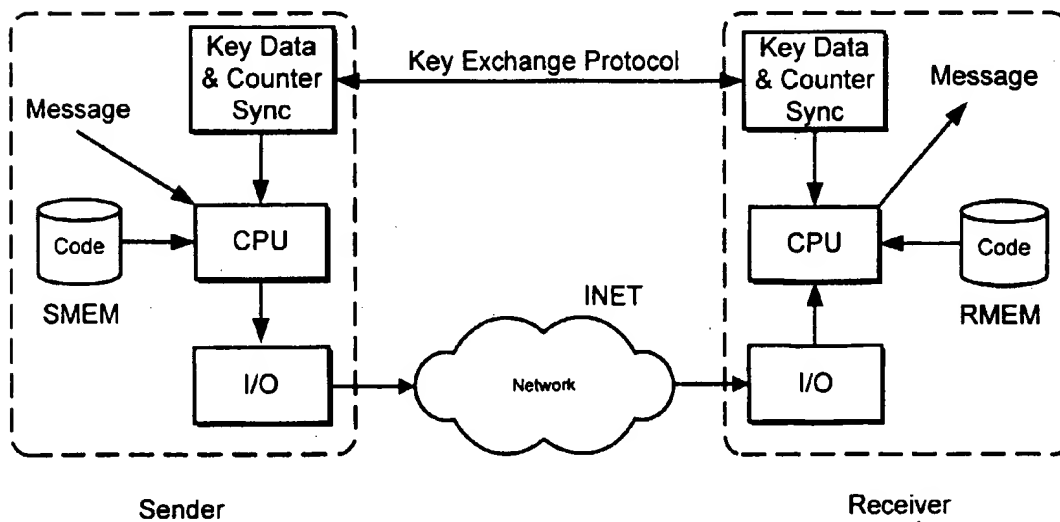 Key Data
& Counter
Sync
Key Exchange Protocol
Key Data
& Counter
Sync
Message
Message
Code
CPU
CPU
Code
SMEM
INET
RMEM
I/O
Network
I/O
Sender
Receiver